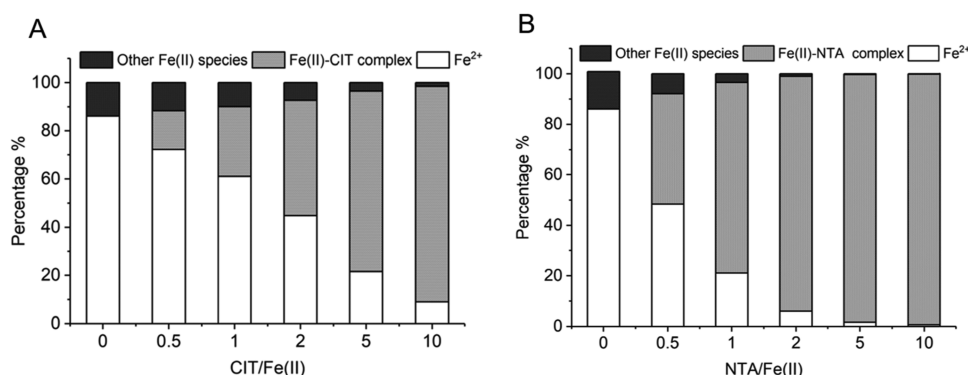 A
Other Fe(II) species Fe(II)-CIT complex Fe²⁺
Percentage %
100
80
60
40
20
0
0 0.5 1 2 5 10
CIT/Fe(II)
B
Other Fe(II) species Fe(II)-NTA complex Fe²⁺
Percentage %
100
80
60
40
20
0
0 0.5 1 2 5 10
NTA/Fe(II)